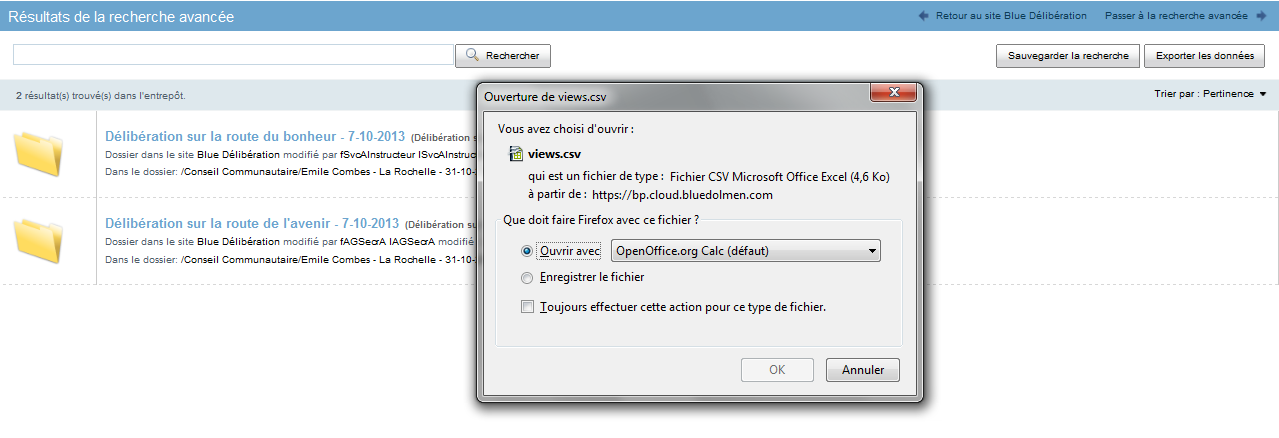 Résultats de la recherche avancée
Retour au site Blue Délibération
Passer à la recherche avancée
Rechercher
Sauvegarder la recherche
Exporter les données
2 résultat(s) trouvé(s) dans l'entrepôt.
Trier par : Pertinence
Délibération sur la route du bonheur - 7-10-2013 (Délibération
Dossier dans le site Blue Délibération modifié par fSvcAInstructeur
Dans le dossier: /Conseil Communautaire/Emile Combes - La Rochelle - 31-10-
Délibération sur la route de l'avenir - 7-10-2013 (Délibération
Dossier dans le site Blue Délibération modifié par fAGSecrA lAGSecrA modifié
Dans le dossier: /Conseil Communautaire/Emile Combes - La Rochelle - 31-10-
Ouverture de views.csv
Vous avez choisi d'ouvrir :
views.csv
qui est un fichier de type : Fichier CSV Microsoft Office Excel (4,6 Ko)
à partir de : https://bp.cloud.bluedolmen.com
Que doit faire Firefox avec ce fichier ?
Ouvrir avec
OpenOffice.org Calc (défaut)
Enregistrer le fichier
Toujours effectuer cette action pour ce type de fichier.
OK
Annuler